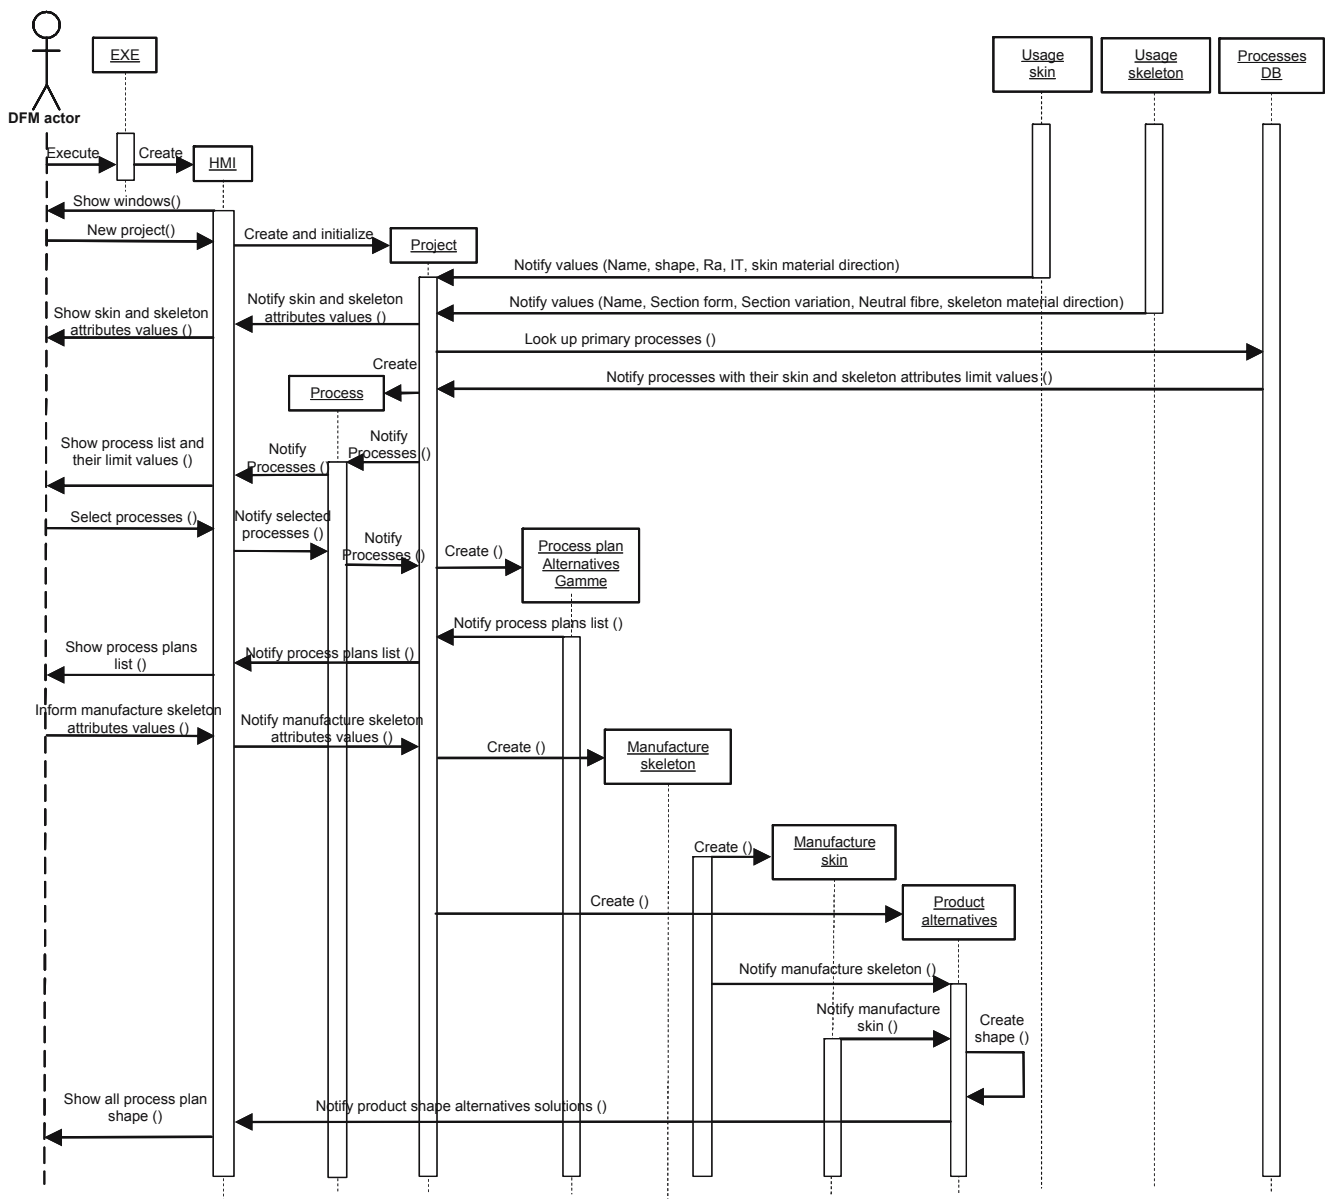 EXE
Usage
skin
Usage
skeleton
Processes
DB
DFM actor
Execute
Create
HMI
Show windows()
New project()
Create and initialize
Project
Notify values (Name, shape, Ra, IT, skin material direction)
Notify skin and skeleton
attributes values ()
Notify values (Name, Section form, Section variation, Neutral fibre, skeleton material direction)
Show skin and skeleton
attributes values ()
Look up primary processes ()
Create
Process
Notify processes with their skin and skeleton attributes limit values ()
Show process list and
their limit values ()
Notify
Processes ()
Notify
Processes ()
Select processes ()
Notify selected
processes ()
Notify
Processes ()
Create ()
Process plan
Alternatives
Gamme
Notify process plans list ()
Show process plans
list ()
Notify process plans list ()
Inform manufacture skeleton
attributes values ()
Notify manufacture skeleton
attributes values ()
Create ()
Manufacture
skeleton
Create ()
Manufacture
skin
Create ()
Product
alternatives
Notify manufacture skeleton ()
Notify manufacture
skin ()
Create
shape ()
Show all process plan
shape ()
Notify product shape alternatives solutions ()